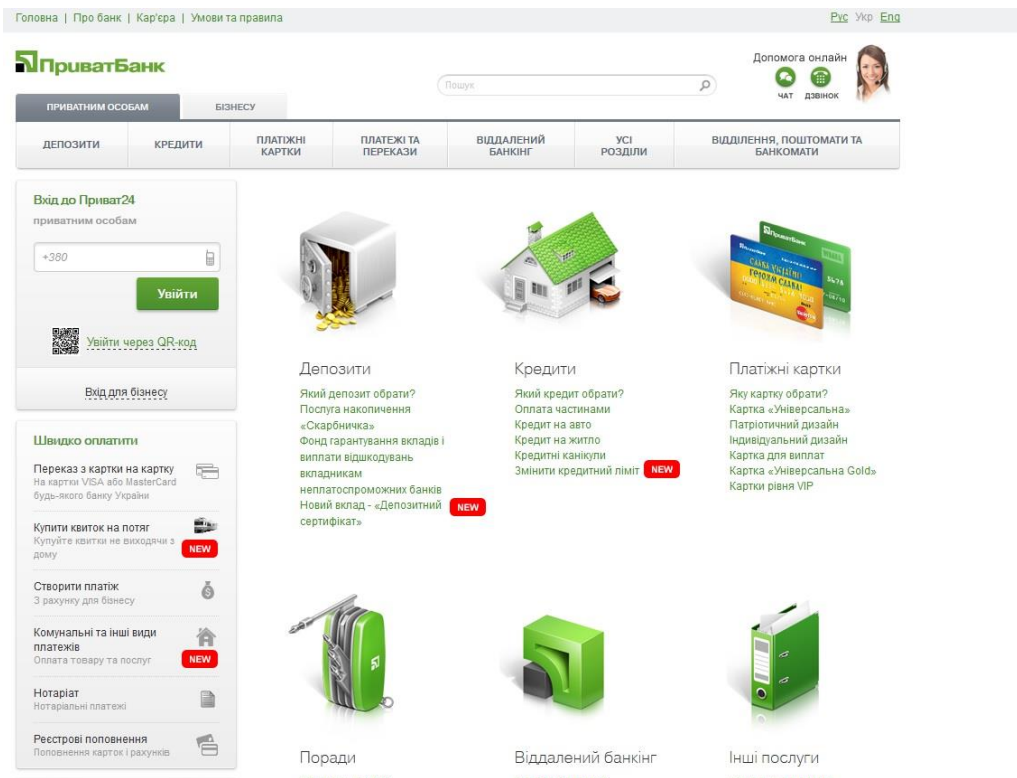 Головна | Про банк | Кар'єра | Умови та правила
Рус Укр Eng
ПриватБанк
Пошук
Допомога онлайн
ЧАТ ДЗВІНОК
ПРИВАТНИМ ОСОБАМ
БІЗНЕСУ
ДЕПОЗИТИ
КРЕДИТИ
ПЛАТІЖНІ
КАРТКИ
ПЛАТЕЖІ ТА
ПЕРЕКАЗИ
ВІДДАЛЕНИЙ
БАНКІНГ
УСІ
РОЗДІЛИ
ВІДДІЛЕННЯ, ПОШТОМАТИ ТА
БАНКОМАТИ
Вхід до Приват24
приватним особам
+380
Увійти
Увійти через QR-код
Вхід для бізнесу
Швидко оплатити
Переказ з картки на картку
На картки VISA або MasterCard
будь-якого банку України
Купити квиток на потяг
Купуйте квитки не виходячи з
дому
NEW
Створити платіж
З рахунку для бізнесу
Комунальні та інші види
платежів
Оплата товару та послуг
NEW
Нотаріат
Нотаріальні платежі
Реєстрові поповнення
Поповнення карток і рахунків
Депозити
Який депозит обрати?
Послуга накопичення
«Скарбничка»
Фонд гарантування вкладів і
виплати відшкодувань
вкладникам
неплатоспроможних банків
Новий вклад - «Депозитний
сертифікат»
NEW
Кредити
Який кредит обрати?
Оплата частинами
Кредит на авто
Кредит на житло
Кредитні канікули
Змінити кредитний ліміт NEW
ПриватБанк
СЛАВА УКРАЇНІ!
ГЕРОЯМ СЛАВА!
Платіжні картки
Яку картку обрати?
Картка «Універсальна»
Патріотичний дизайн
Індивідуальний дизайн
Картка для виплат
Картка «Універсальна Gold»
Картки рівня VIP
Поради
Віддалений банкінг
Інші послуги